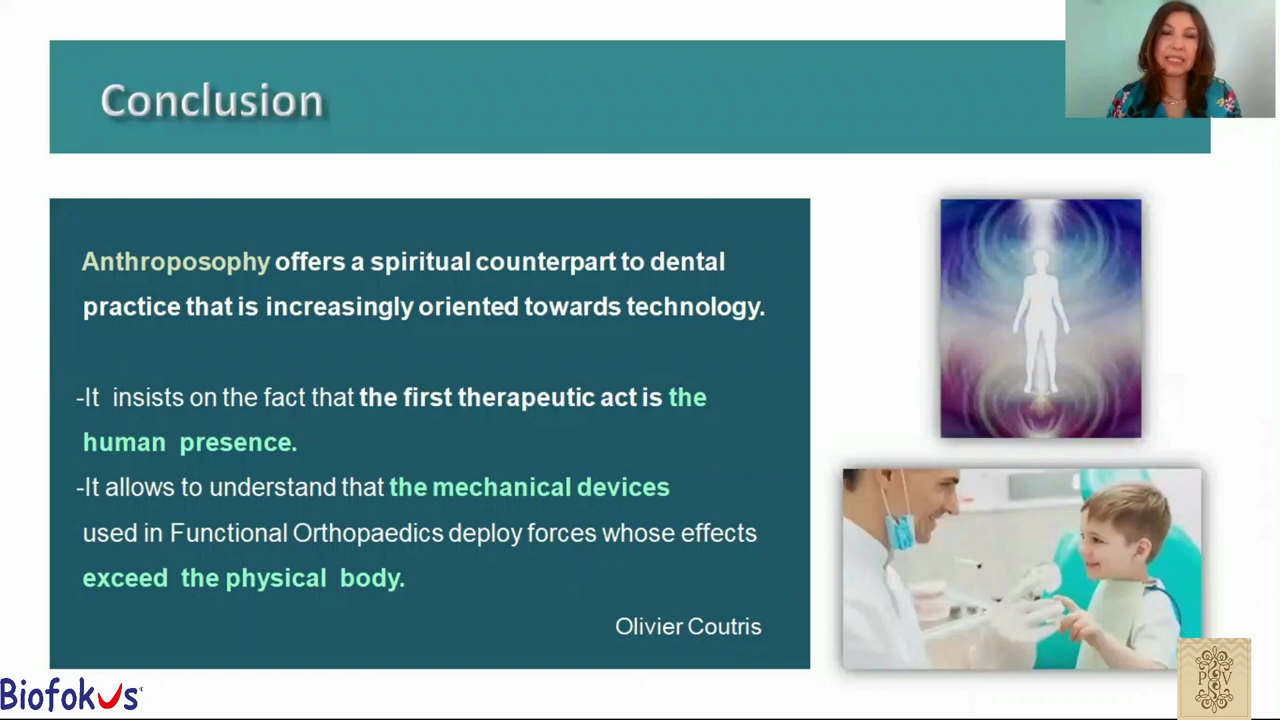 Conclusion
Anthroposophy offers a spiritual counterpart to dental
practice that is increasingly oriented towards technology.
-It insists on the fact that the first therapeutic act is the
human presence.
-It allows to understand that the mechanical devices
used in Functional Orthopaedics deploy forces whose effects
exceed the physical body.
Olivier Coutris
Biofokus
P V